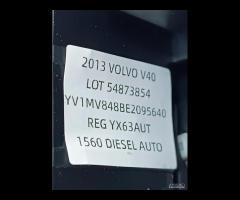 2013 VOLVO V40
LOT 54873854
YV1MV848BE2095640
REG YX63AUT
1560 DIESEL AUTO